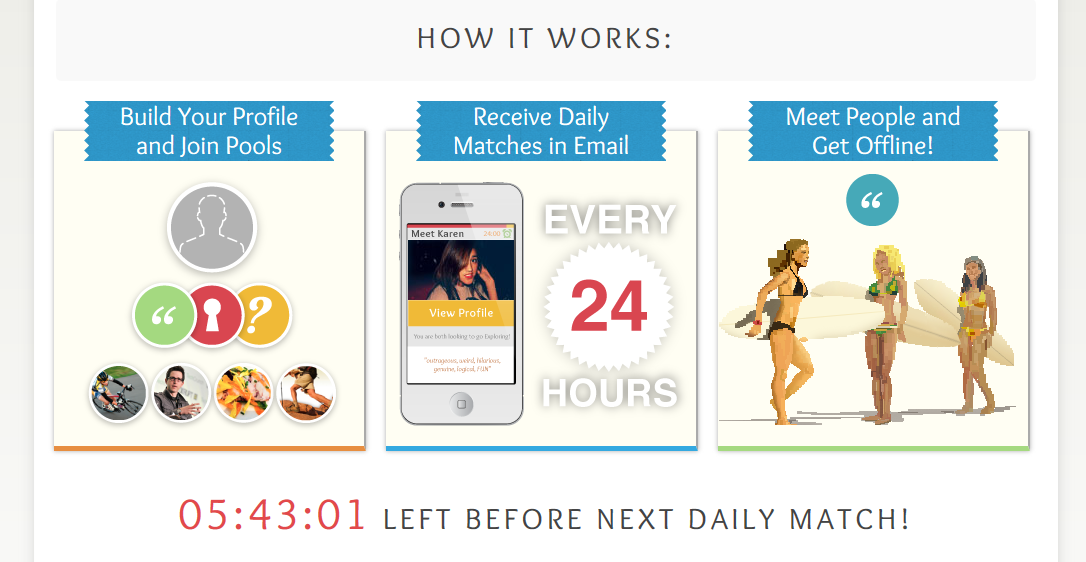 HOW IT WORKS:
Build Your Profile
and Join Pools
Receive Daily
Matches in Email
Meet Karen 24:00
View Profile
You are both looking to go Exploring!
"outrageous, weird, hilarious,
genuine, logical, FUN"
EVERY
24
HOURS
Meet People and
Get Offline!
05:43:01 LEFT BEFORE NEXT DAILY MATCH!